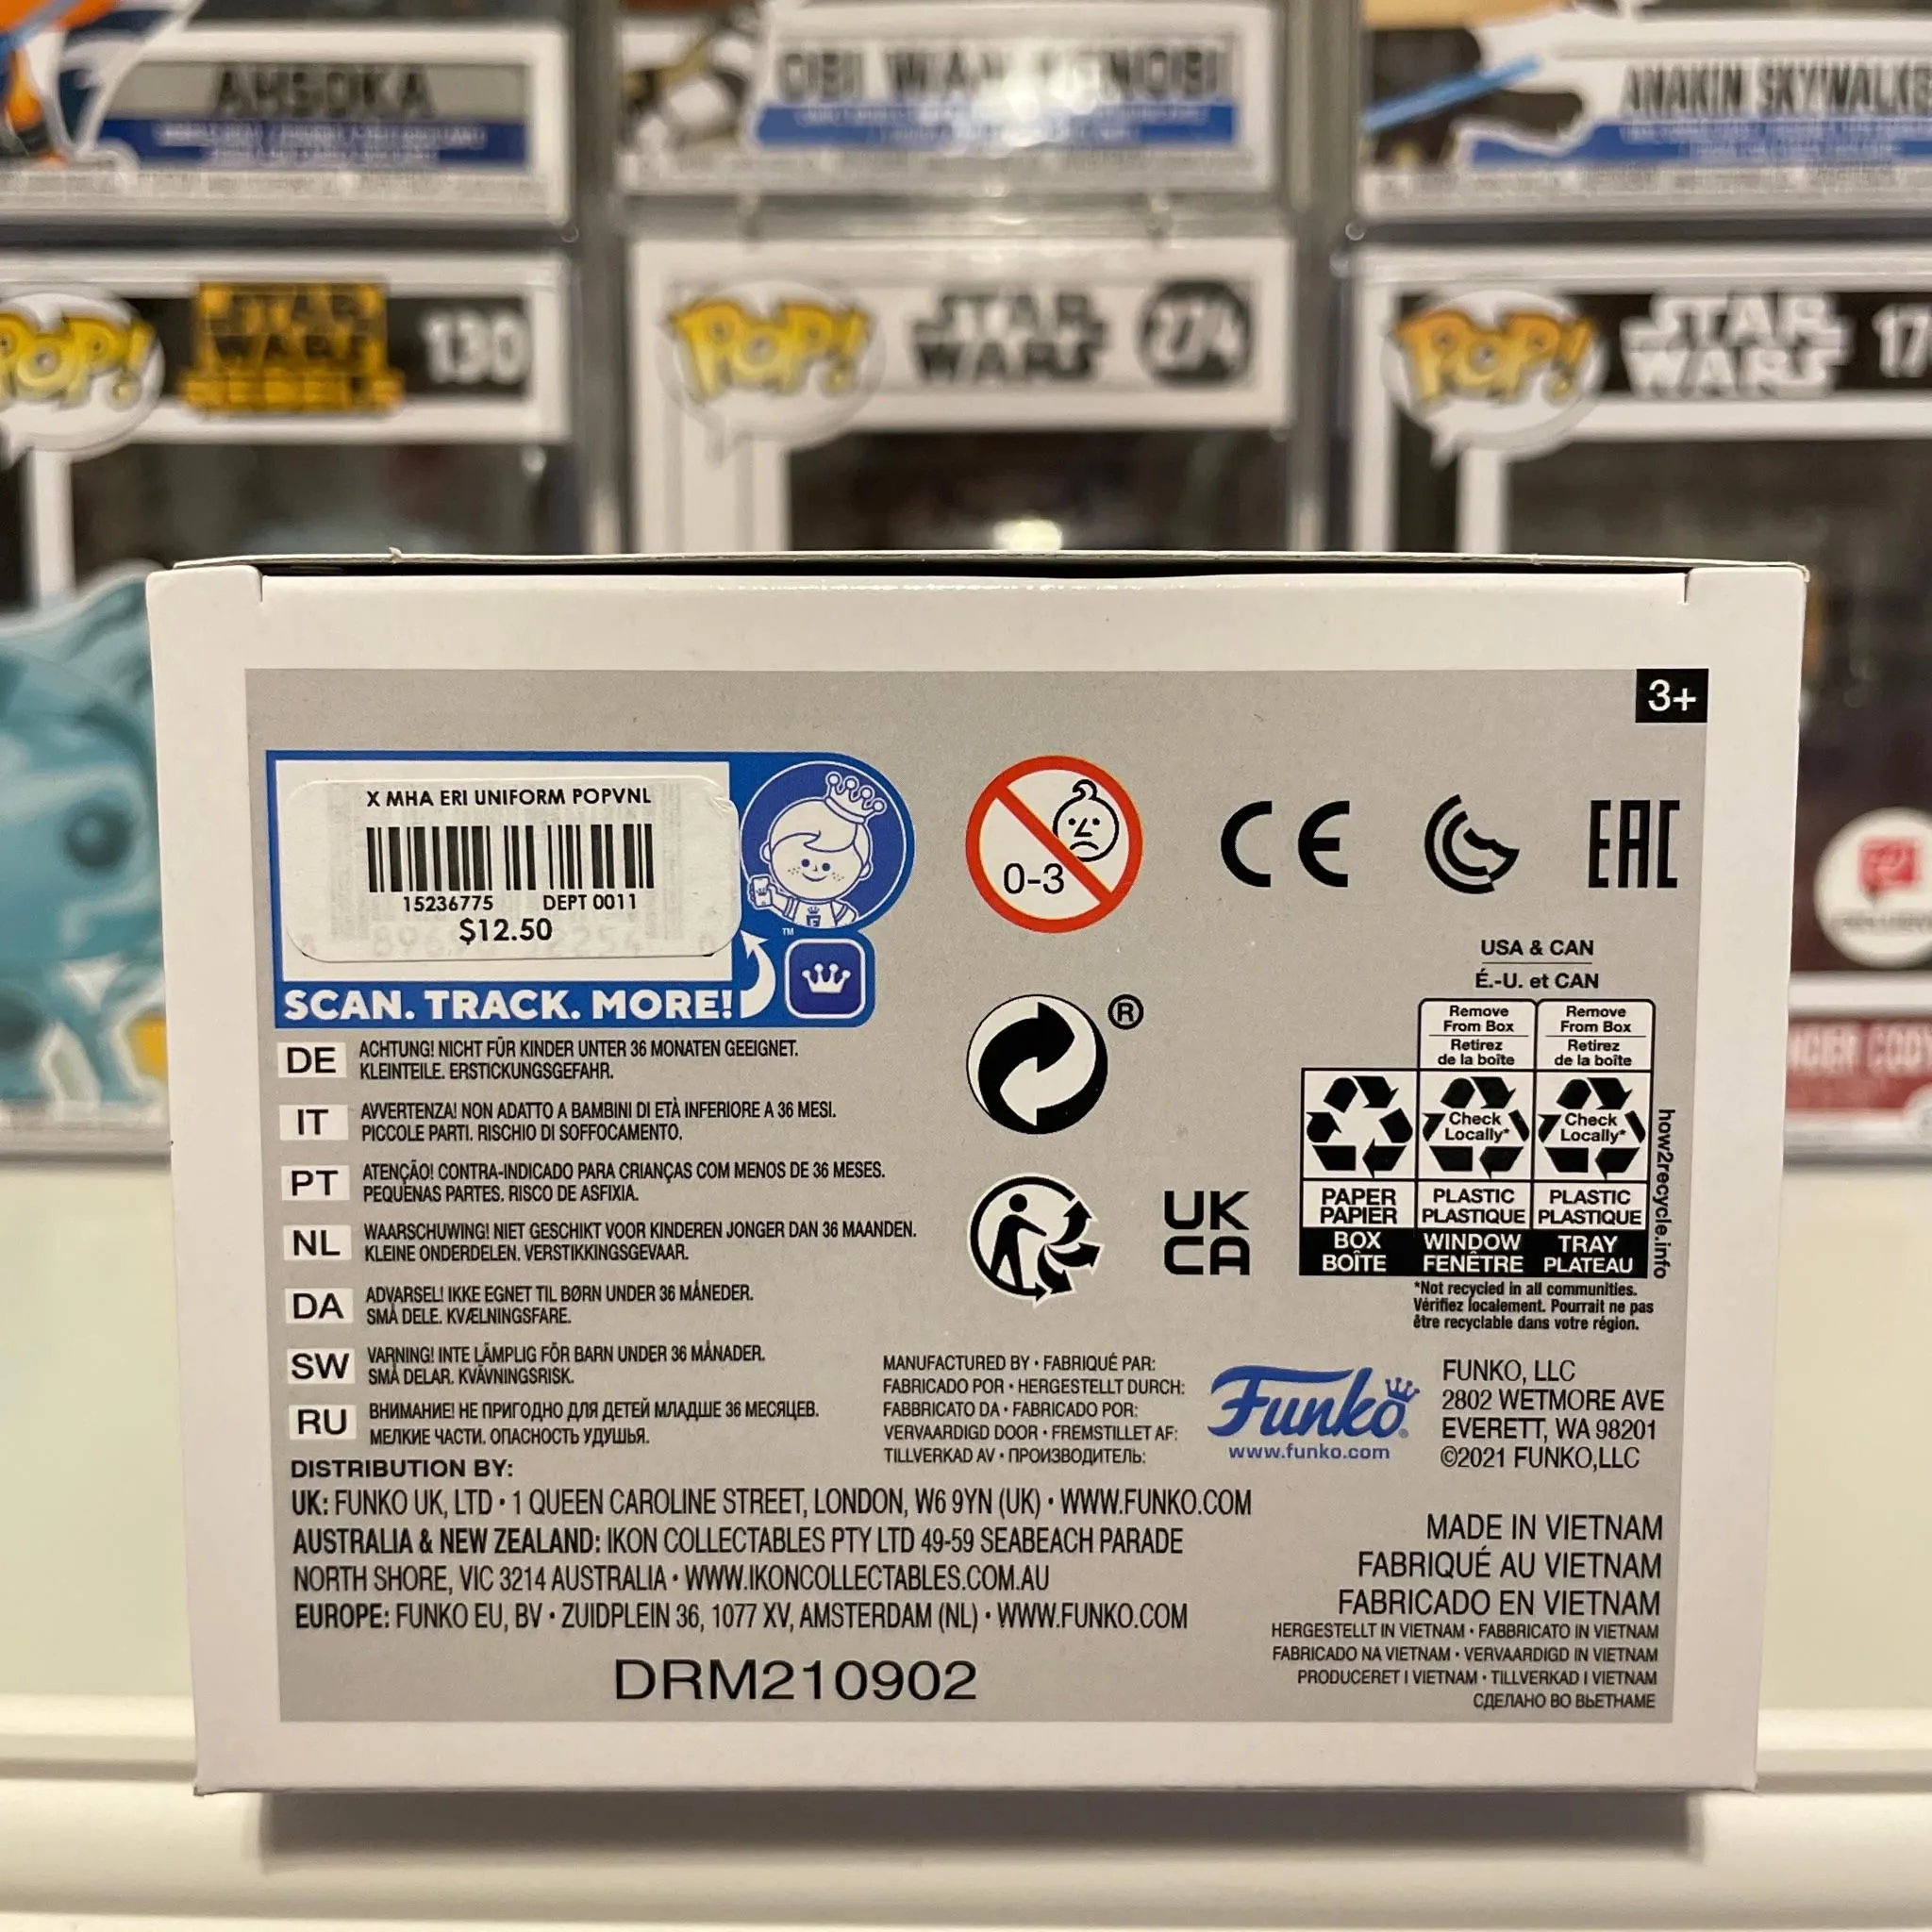 AHSOKA
OBI WAN KENOBI
ANAKIN SKYWALKE
POP!
STAR
WARS
REBELS
130
POP!
STAR
WARS
274
POP!
STAR
WARS
17
3+
X MHA ERI UNIFORM POPVNL
15236775 DEPT 0011
$12.50
SCAN. TRACK. MORE!
TM
0-3
CE
EAC
USA & CAN
É.-U. et CAN
Remove
From Box
Retirez
de la boîte
Remove
From Box
Retirez
de la boîte
Check
Locally*
Check
Locally*
PAPER
PAPIER
PLASTIC
PLASTIQUE
PLASTIC
PLASTIQUE
BOX
BOÎTE
WINDOW
FENÊTRE
TRAY
PLATEAU
how2recycle.info
*Not recycled in all communities.
Vérifiez localement. Pourrait ne pas
être recyclable dans votre région.
®
UK
CA
DE ACHTUNG! NICHT FÜR KINDER UNTER 36 MONATEN GEEIGNET.
KLEINTEILE. ERSTICKUNGSGEFAHR.
IT AVVERTENZA! NON ADATTO A BAMBINI DI ETÀ INFERIORE A 36 MESI.
PICCOLE PARTI. RISCHIO DI SOFFOCAMENTO.
PT ATENÇÃO! CONTRA-INDICADO PARA CRIANÇAS COM MENOS DE 36 MESES.
PEQUENAS PARTES. RISCO DE ASFIXIA.
NL WAARSCHUWING! NIET GESCHIKT VOOR KINDEREN JONGER DAN 36 MAANDEN.
KLEINE ONDERDELEN. VERSTIKKINGSGEVAAR.
DA ADVARSEL! IKKE EGNET TIL BØRN UNDER 36 MÅNEDER.
SMÅ DELE. KVÆLNINGSFARE.
SW VARNING! INTE LÄMPLIG FÖR BARN UNDER 36 MÅNADER.
SMÅ DELAR. KVÄVNINGSRISK.
RU ВНИМАНИЕ! НЕ ПРИГОДНО ДЛЯ ДЕТЕЙ МЛАДШЕ 36 МЕСЯЦЕВ.
МЕЛКИЕ ЧАСТИ. ОПАСНОСТЬ УДУШЬЯ.
MANUFACTURED BY • FABRIQUÉ PAR:
FABRICADO POR • HERGESTELLT DURCH:
FABBRICATO DA • FABRICADO POR:
VERVAARDIGD DOOR • FREMSTILLET AF:
TILLVERKAD AV • ПРОИЗВОДИТЕЛЬ:
Funko®
www.funko.com
FUNKO, LLC
2802 WETMORE AVE
EVERETT, WA 98201
©2021 FUNKO,LLC
DISTRIBUTION BY:
UK: FUNKO UK, LTD • 1 QUEEN CAROLINE STREET, LONDON, W6 9YN (UK) • WWW.FUNKO.COM
AUSTRALIA & NEW ZEALAND: IKON COLLECTABLES PTY LTD 49-59 SEABEACH PARADE
NORTH SHORE, VIC 3214 AUSTRALIA • WWW.IKONCOLLECTABLES.COM.AU
EUROPE: FUNKO EU, BV • ZUIDPLEIN 36, 1077 XV, AMSTERDAM (NL) • WWW.FUNKO.COM
DRM210902
MADE IN VIETNAM
FABRIQUÉ AU VIETNAM
FABRICADO EN VIETNAM
HERGESTELLT IN VIETNAM • FABBRICATO IN VIETNAM
FABRICADO NA VIETNAM • VERVAARDIGD IN VIETNAM
PRODUCERET I VIETNAM • TILLVERKAD I VIETNAM
СДЕЛАНО ВО ВЬЕТНАМЕ